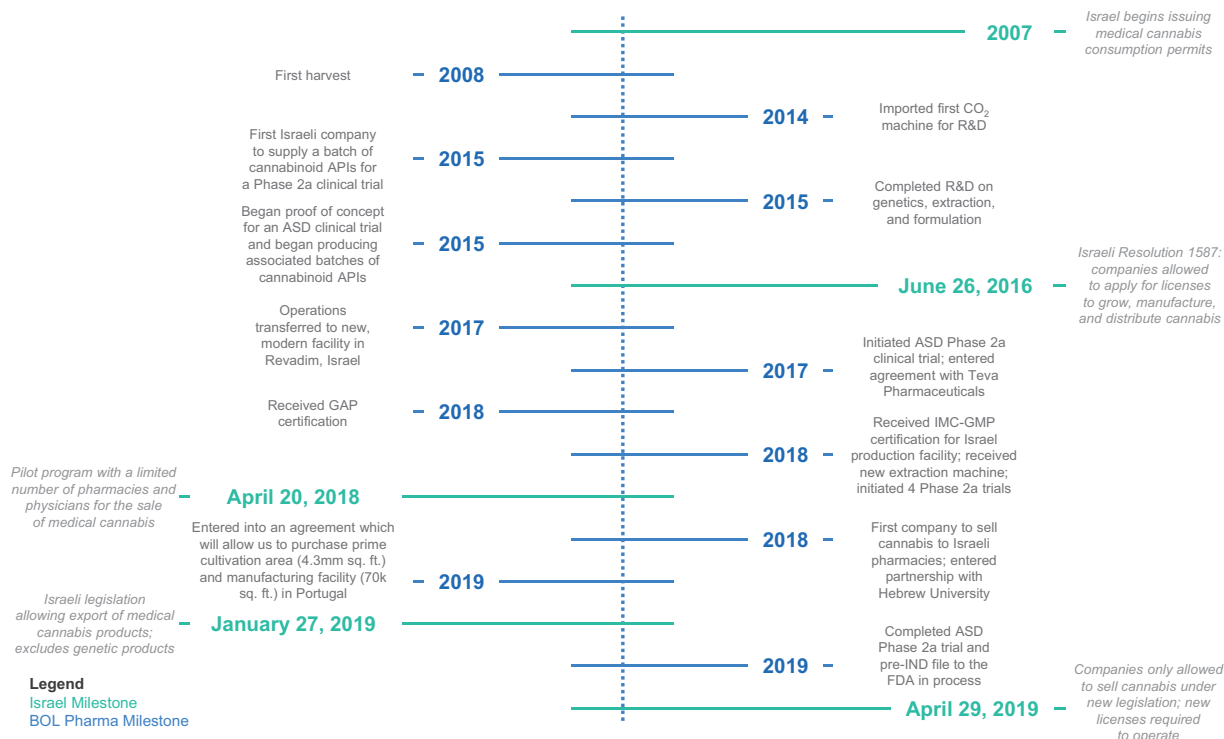 2007
Israel begins issuing
medical cannabis
consumption permits
First harvest
2008
2014
Imported first CO2
machine for R&D
First Israeli company
to supply a batch of
cannabinoid APIs for
a Phase 2a clinical trial
2015
2015
Completed R&D on
genetics, extraction,
and formulation
Began proof of concept
for an ASD clinical trial
and began producing
associated batches of
cannabinoid APIs
2015
June 26, 2016
Israeli Resolution 1587:
companies allowed
to apply for licenses
to grow, manufacture,
and distribute cannabis
Operations
transferred to new,
modern facility in
Revadim, Israel
2017
2017
Initiated ASD Phase 2a
clinical trial; entered
agreement with Teva
Pharmaceuticals
Received GAP
certification
2018
2018
Received IMC-GMP
certification for Israel
production facility; received
new extraction machine;
initiated 4 Phase 2a trials
Pilot program with a limited
number of pharmacies and
physicians for the sale
of medical cannabis
April 20, 2018
2018
First company to sell
cannabis to Israeli
pharmacies; entered
partnership with
Hebrew University
Entered into an agreement which
will allow us to purchase prime
cultivation area (4.3mm sq. ft.)
and manufacturing facility (70k
sq. ft.) in Portugal
2019
Israeli legislation
allowing export of medical
cannabis products;
excludes genetic products
January 27, 2019
2019
Completed ASD
Phase 2a trial and
pre-IND file to the
FDA in process
April 29, 2019
Companies only allowed
to sell cannabis under
new legislation; new
licenses required
to operate
Legend
Israel Milestone
BOL Pharma Milestone